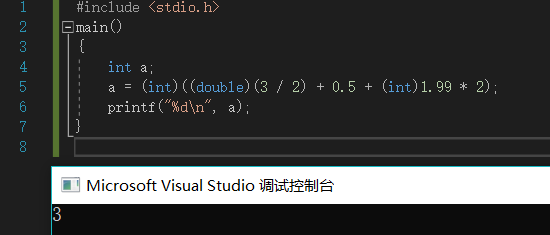 1 #include <stdio.h>
2 main()
3 {
4 int a;
5 a = (int)((double)(3 / 2) + 0.5 + (int)1.99 * 2);
6 printf("%d\n", a);
7 }
8
Microsoft Visual Studio 调试控制台
3